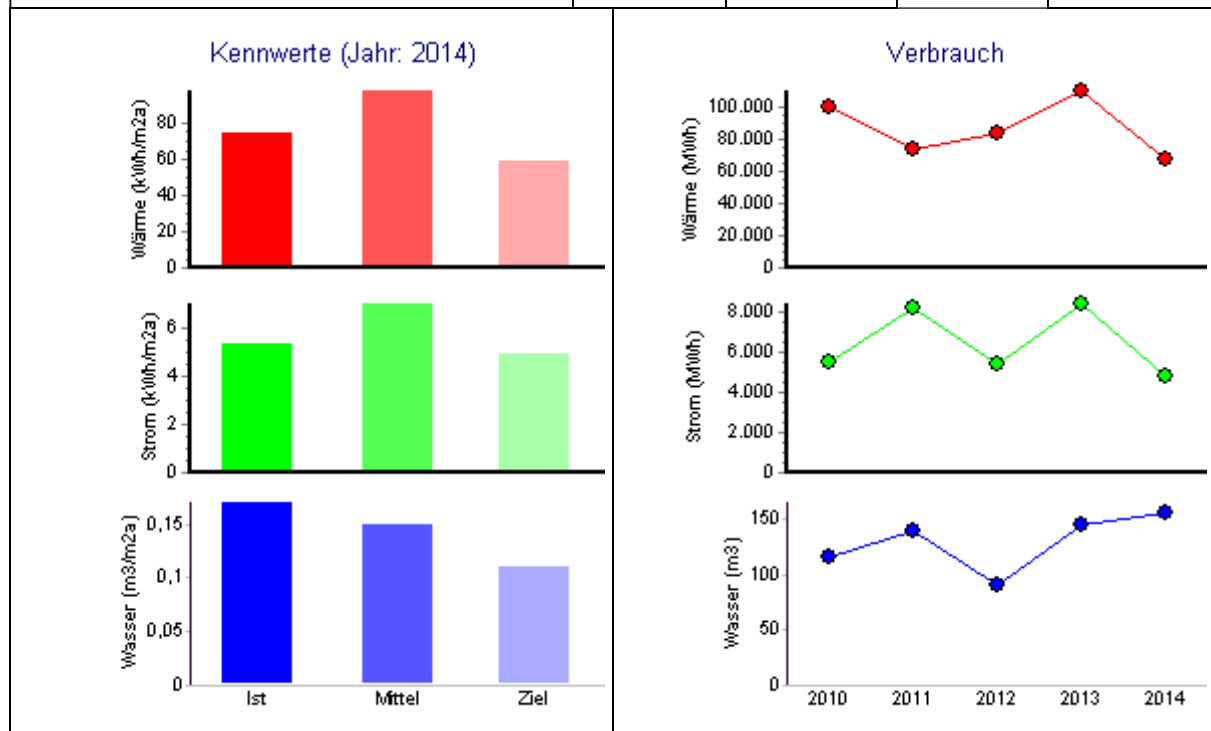 Kennwerte (Jahr: 2014)
Wärme (kWh/m2a)
80
60
40
20
0
Strom (kWh/m2a)
6
4
2
0
Wasser (m3/m2a)
0,15
0,1
0,05
0
Ist Mittel Ziel
Verbrauch
Wärme (MWh)
100.000
80.000
60.000
40.000
20.000
0
Strom (MWh)
8.000
6.000
4.000
2.000
0
Wasser (m3)
150
100
50
0
2010 2011 2012 2013 2014